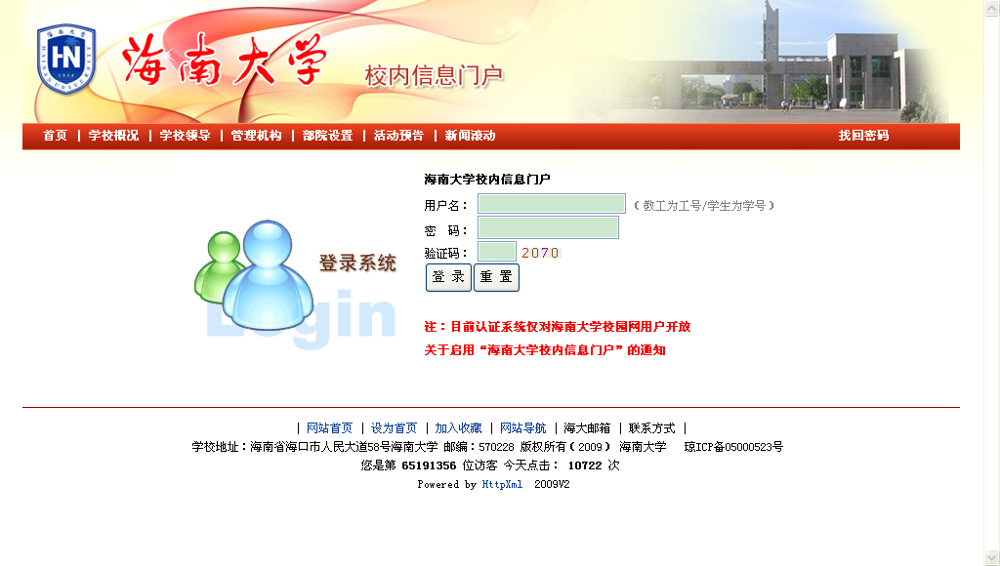 HN
海南大学
校内信息门户
首页 | 学校概况 | 学校领导 | 管理机构 | 部院设置 | 活动预告 | 新闻滚动
找回密码
海南大学校内信息门户
用户名： （教工为工号/学生为学号）
密 码：
验证码： 2070
登 录 重 置
登录系统
Login
注：目前认证系统仅对海南大学校园网用户开放
关于启用“海南大学校内信息门户”的通知
| 网站首页 | 设为首页 | 加入收藏 | 网站导航 | 海大邮箱 | 联系方式 |
学校地址：海南省海口市人民大道58号海南大学 邮编：570228 版权所有(2009) 海南大学 琼ICP备05000523号
您是第 65191356 位访客 今天点击： 10722 次
Powered by HttpXml 2009V2